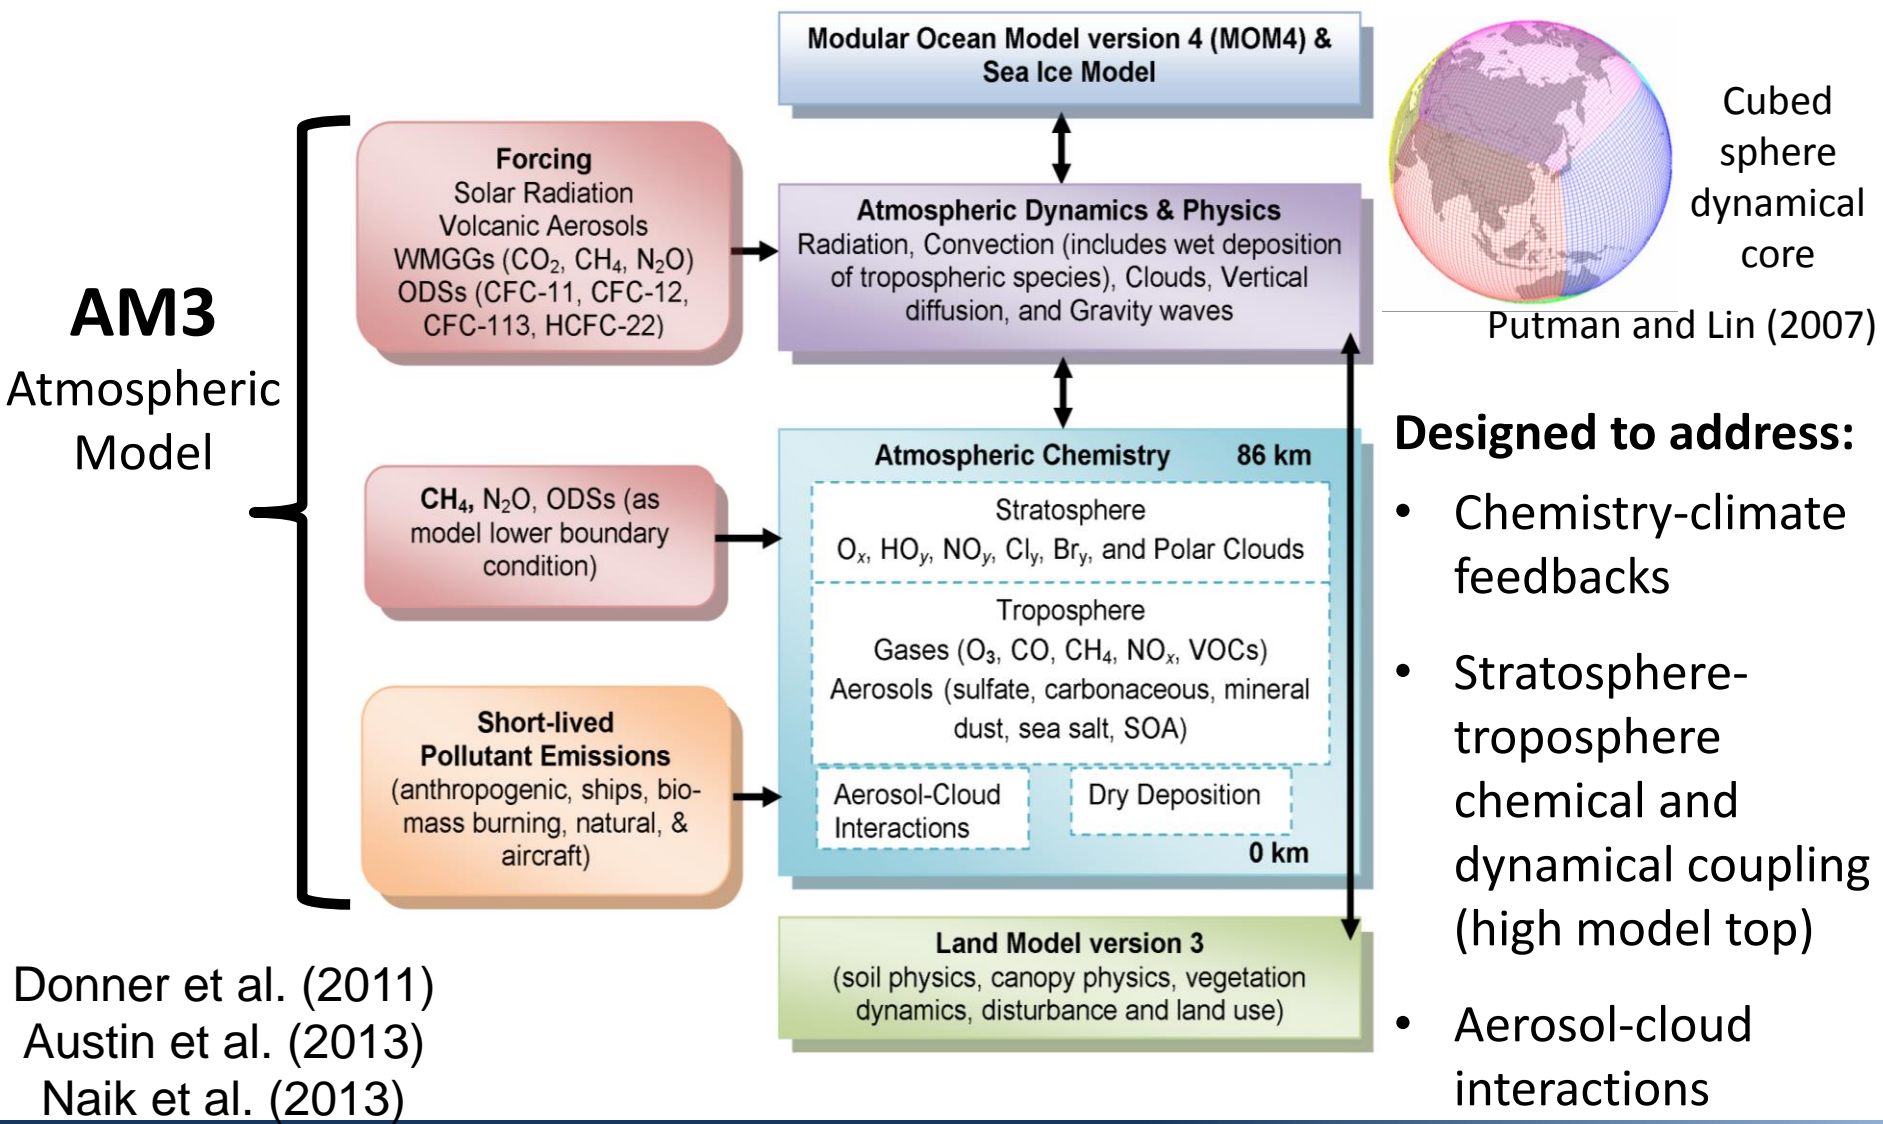 AM3
Atmospheric
Model
Donner et al. (2011)
Austin et al. (2013)
Naik et al. (2013)
Forcing
Solar Radiation
Volcanic Aerosols
WMGGs (CO₂, CH₄, N₂O)
ODSs (CFC-11, CFC-12,
CFC-113, HCFC-22)
CH₄, N₂O, ODSs (as
model lower boundary
condition)
Short-lived
Pollutant Emissions
(anthropogenic, ships, bio-
mass burning, natural, &
aircraft)
Modular Ocean Model version 4 (MOM4) &
Sea Ice Model
Atmospheric Dynamics & Physics
Radiation, Convection (includes wet deposition
of tropospheric species), Clouds, Vertical
diffusion, and Gravity waves
Atmospheric Chemistry 86 km
Stratosphere
Oₓ, HOᵧ, NOᵧ, Clᵧ, Brᵧ, and Polar Clouds
Troposphere
Gases (O₃, CO, CH₄, NOₓ, VOCs)
Aerosols (sulfate, carbonaceous, mineral
dust, sea salt, SOA)
Aerosol-Cloud
Interactions
Dry Deposition
0 km
Land Model version 3
(soil physics, canopy physics, vegetation
dynamics, disturbance and land use)
Cubed
sphere
dynamical
core
Putman and Lin (2007)
Designed to address:
• Chemistry-climate
feedbacks
• Stratosphere-
troposphere
chemical and
dynamical coupling
(high model top)
• Aerosol-cloud
interactions